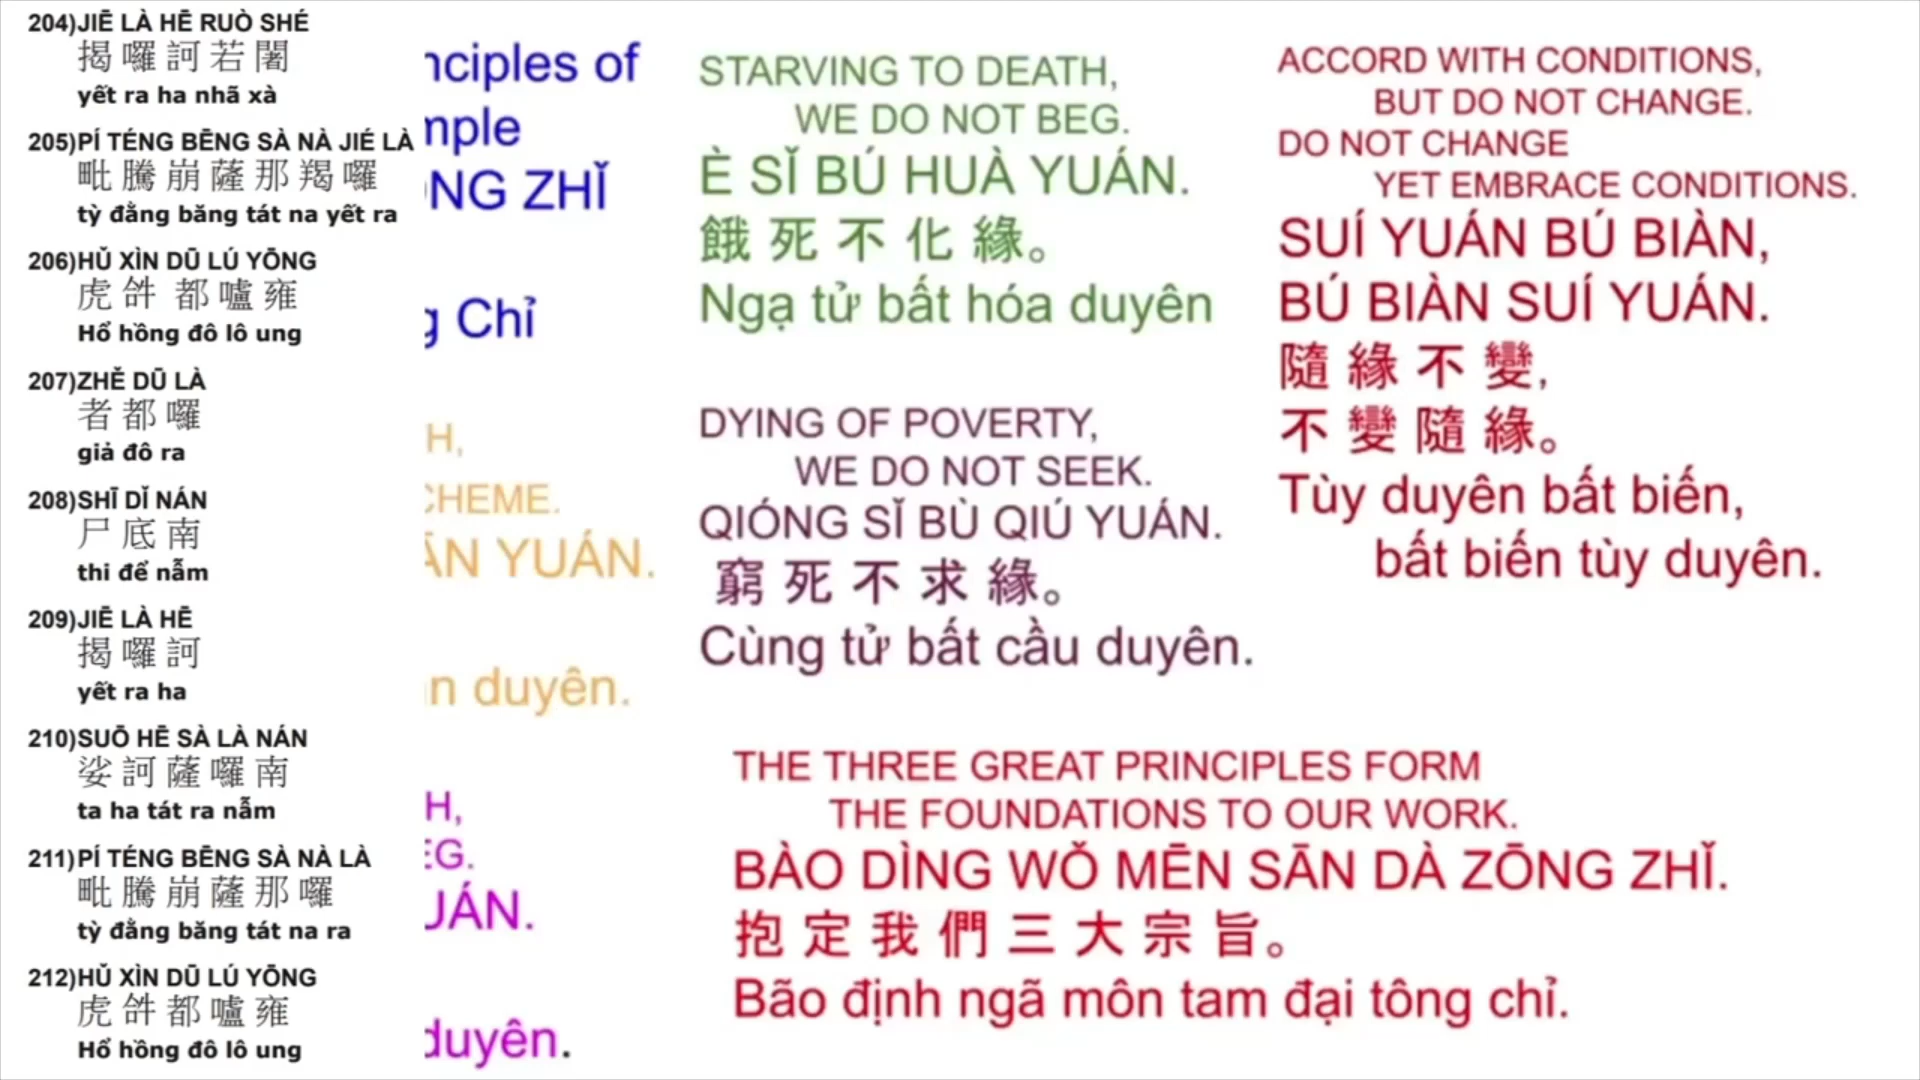 204)JIĒ LÀ HĒ RUÒ SHÉ
揭囉訶若闍
yết ra ha nhã xà
205)PÍ TÉNG BĒNG SÀ NÀ JIÉ LÀ
毗騰崩薩那羯囉
tỳ đằng băng tát na yết ra
206)HǓ XÌN DŪ LÚ YŌNG
虎𤙖都嚧雍
Hổ hồng đô lô ung
207)ZHĚ DŪ LÀ
者都囉
giả đô ra
208)SHĪ DǏ NÁN
尸底南
thi để nẫm
209)JIĒ LÀ HĒ
揭囉訶
yết ra ha
210)SUŌ HĒ SÀ LÀ NÁN
娑訶薩囉南
ta ha tát ra nẫm
211)PÍ TÉNG BĒNG SÀ NÀ LÀ
毗騰崩薩那囉
tỳ đằng băng tát na ra
212)HǓ XÌN DŪ LÚ YŌNG
虎𤙖都嚧雍
Hổ hồng đô lô ung
nciples of
mple
ONG ZHǏ
g Chỉ
H,
CHEME.
ĀN YUÁN.
n duyên.
H,
EG.
UÁN.
duyên.
STARVING TO DEATH,
WE DO NOT BEG.
È SǏ BÚ HUÀ YUÁN.
餓死不化緣。
Ngạ tử bất hóa duyên
DYING OF POVERTY,
WE DO NOT SEEK.
QIÓNG SǏ BÙ QIÚ YUÁN.
窮死不求緣。
Cùng tử bất cầu duyên.
ACCORD WITH CONDITIONS,
BUT DO NOT CHANGE.
DO NOT CHANGE
YET EMBRACE CONDITIONS.
SUÍ YUÁN BÚ BIÀN,
BÚ BIÀN SUÍ YUÁN.
隨緣不變,
不變隨緣。
Tùy duyên bất biến,
bất biến tùy duyên.
THE THREE GREAT PRINCIPLES FORM
THE FOUNDATIONS TO OUR WORK.
BÀO DÌNG WǑ MĒN SĀN DÀ ZŌNG ZHǏ.
抱定我們三大宗旨。
Bão định ngã môn tam đại tông chỉ.